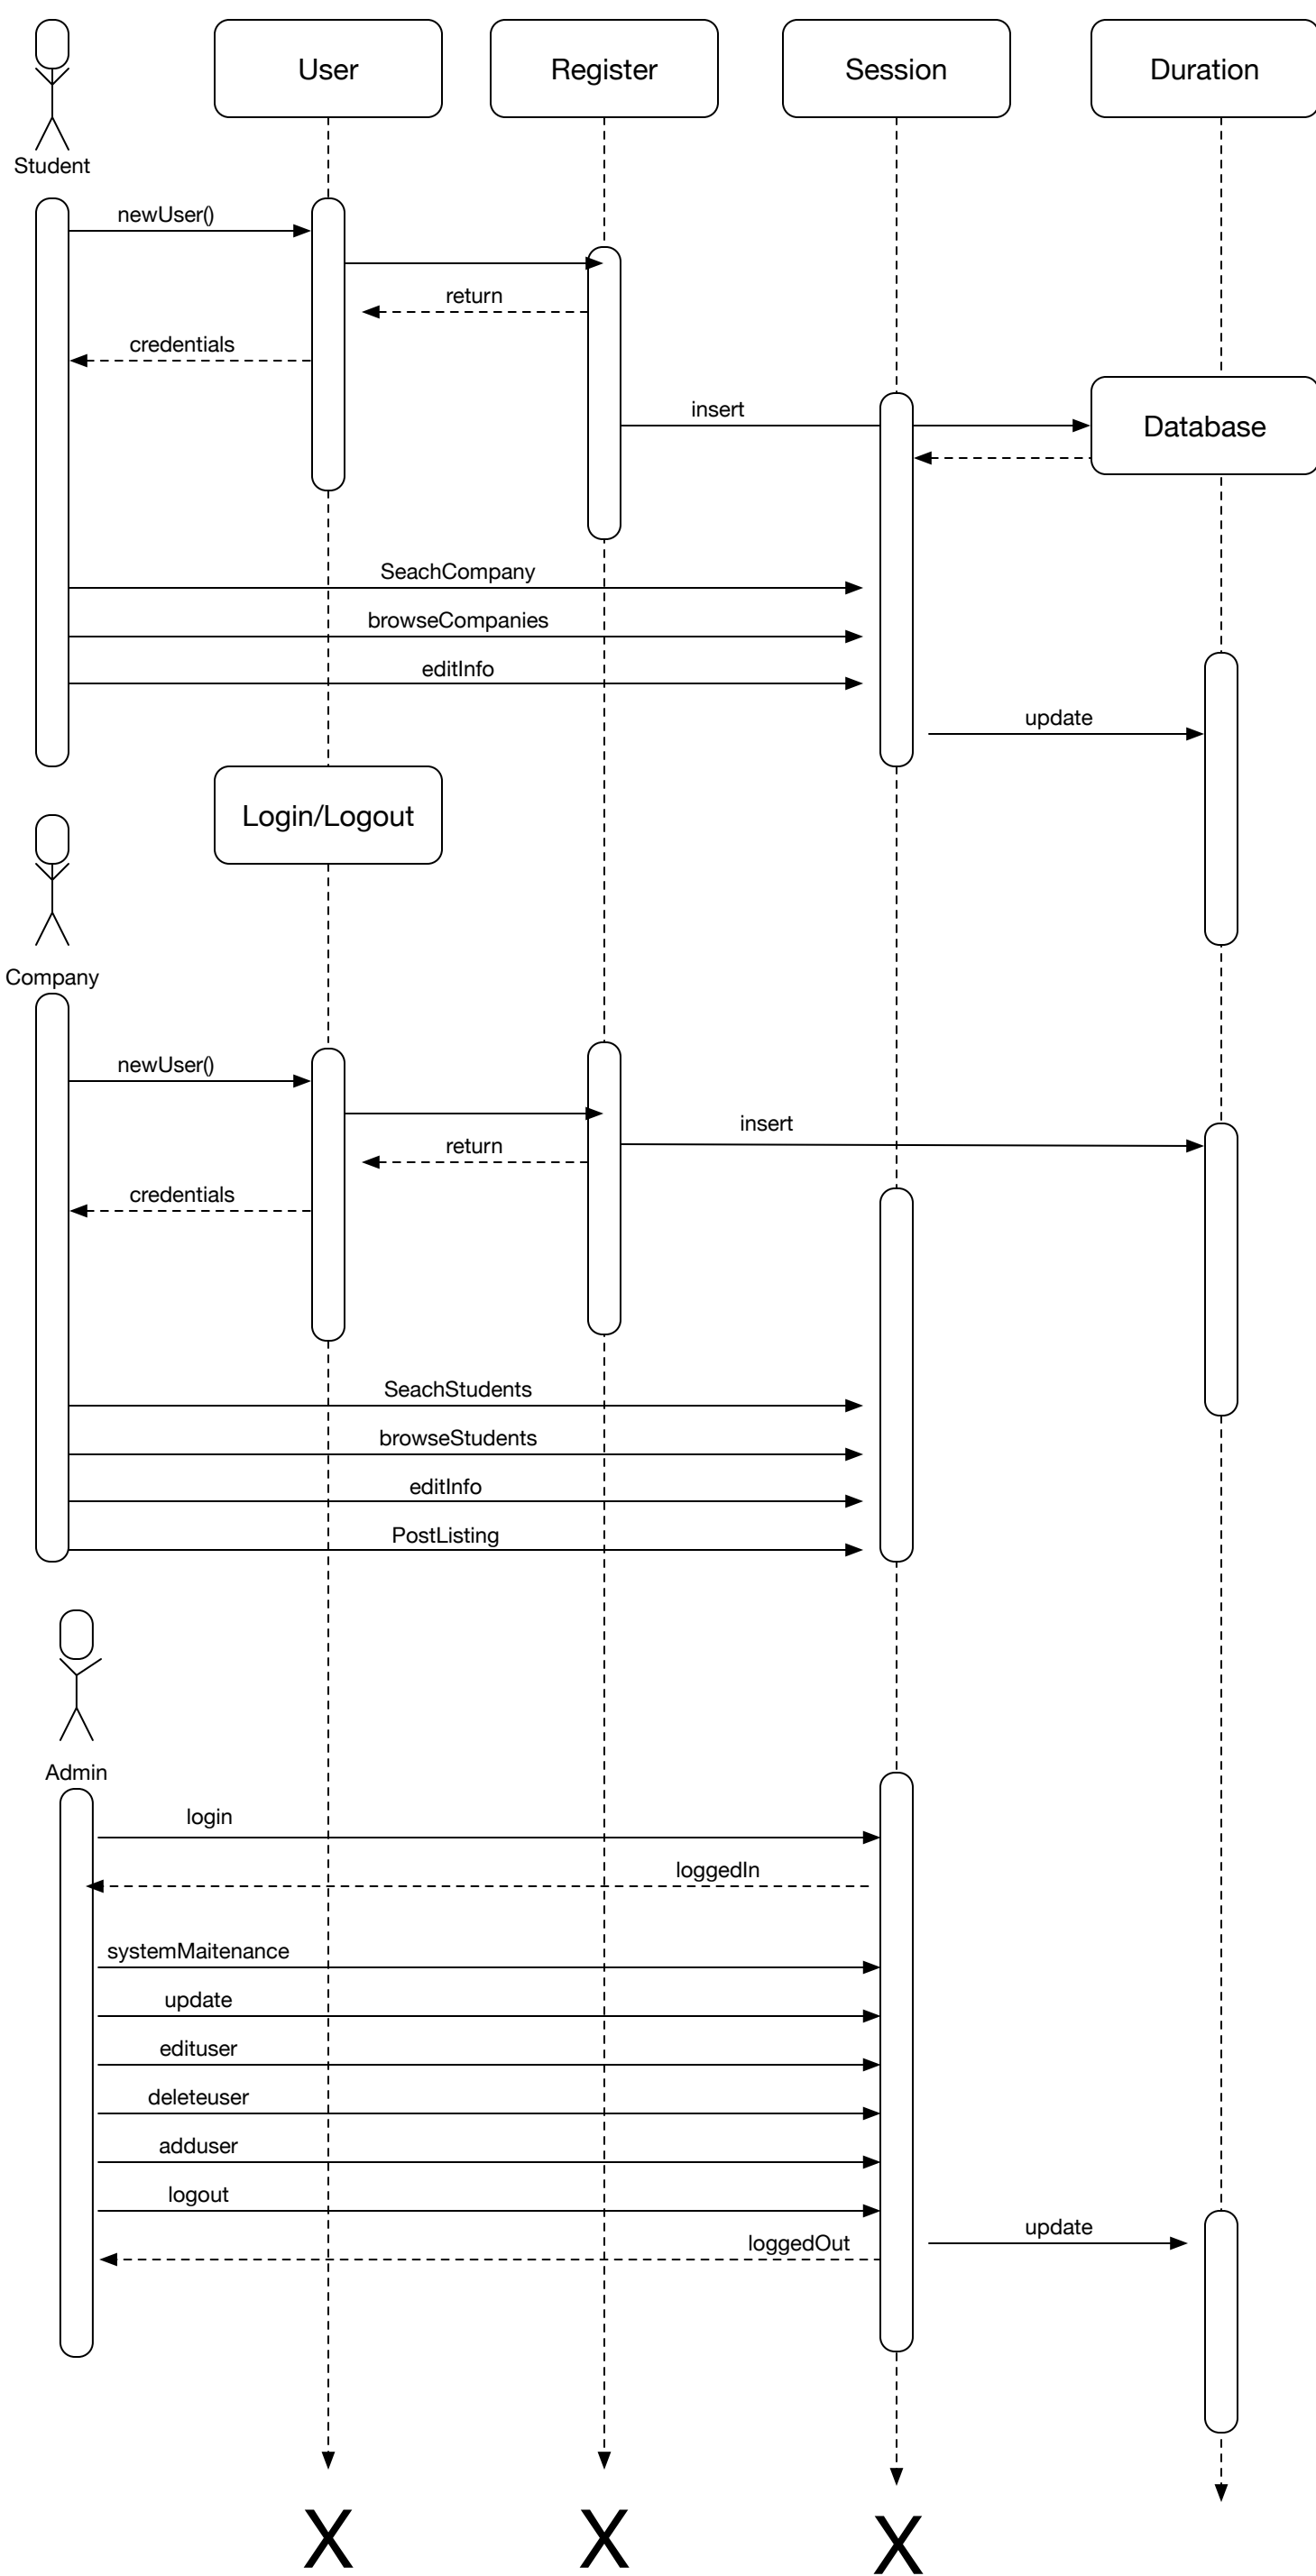 User
Register
Session
Duration
Student
newUser()
return
credentials
insert
Database
SeachCompany
browseCompanies
editInfo
update
Login/Logout
Company
newUser()
insert
return
credentials
SeachStudents
browseStudents
editInfo
PostListing
Admin
login
loggedIn
systemMaitenance
update
edituser
deleteuser
adduser
logout
update
loggedOut
X
X
X